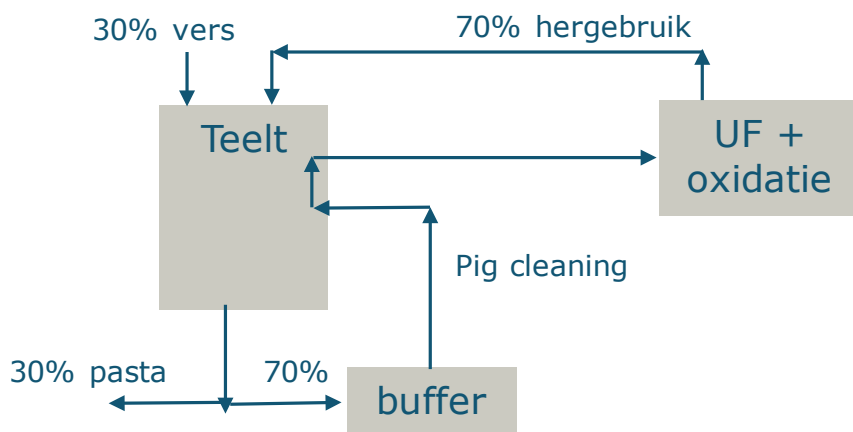 30% vers
70% hergebruik
Teelt
UF +
oxidatie
Pig cleaning
30% pasta
70%
buffer